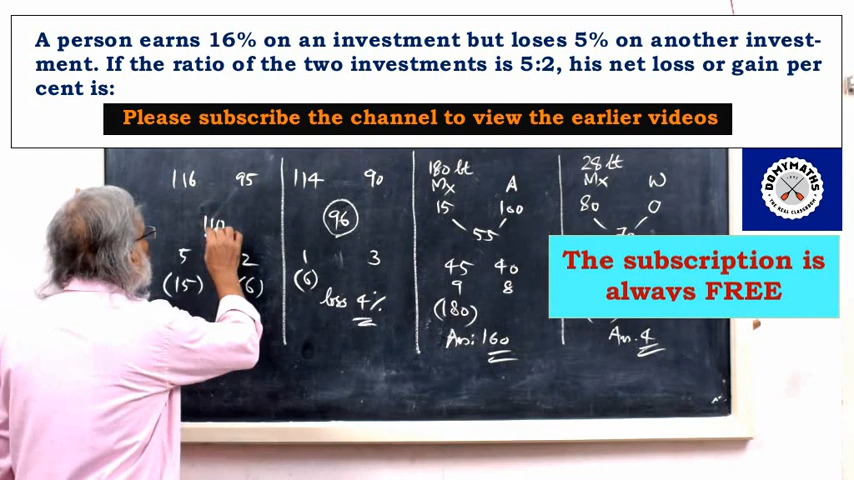 A person earns 16% on an investment but loses 5% on another invest-
ment. If the ratio of the two investments is 5:2, his net loss or gain per
cent is:
Please subscribe the channel to view the earlier videos
116 95
110
5 2
(15) 6)
114 90
96
1 3
(6)
loss 4%
180 lt
Mx A
15 100
55
45 40
9 8
(180)
Ans: 160
28 lt
Mx W
80 0
Ans. 4
DOMYMATHS
THE REAL CLASSROOM
The subscription is
always FREE